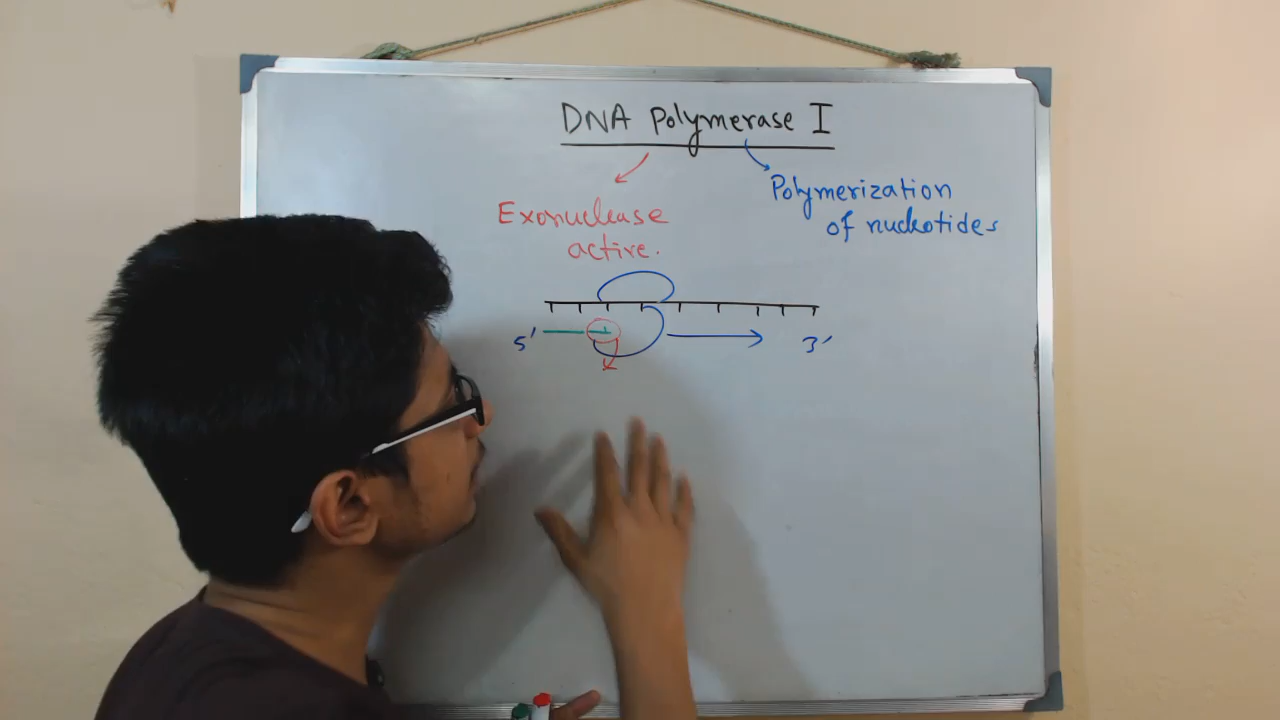 DNA Polymerase I
Exonuclease
active.
Polymerization
of nucleotides
5'
3'